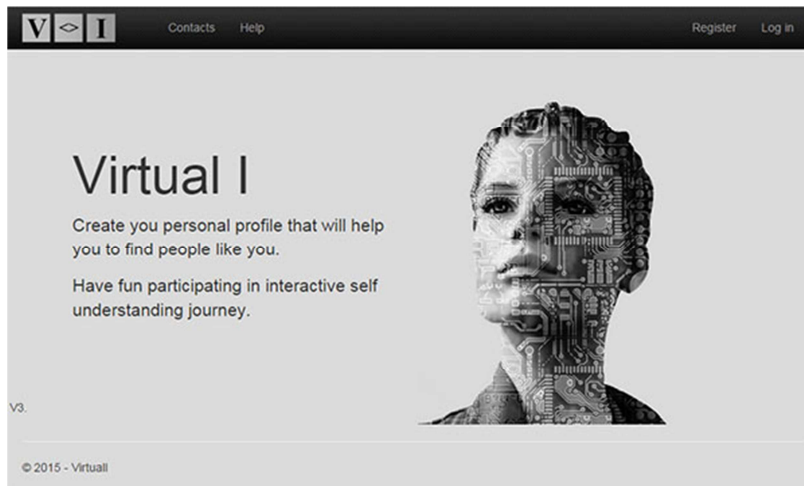 V <> I Contacts Help Register Log in
Virtual I
Create you personal profile that will help
you to find people like you.
Have fun participating in interactive self
understanding journey.
V3.
© 2015 - Virtuall